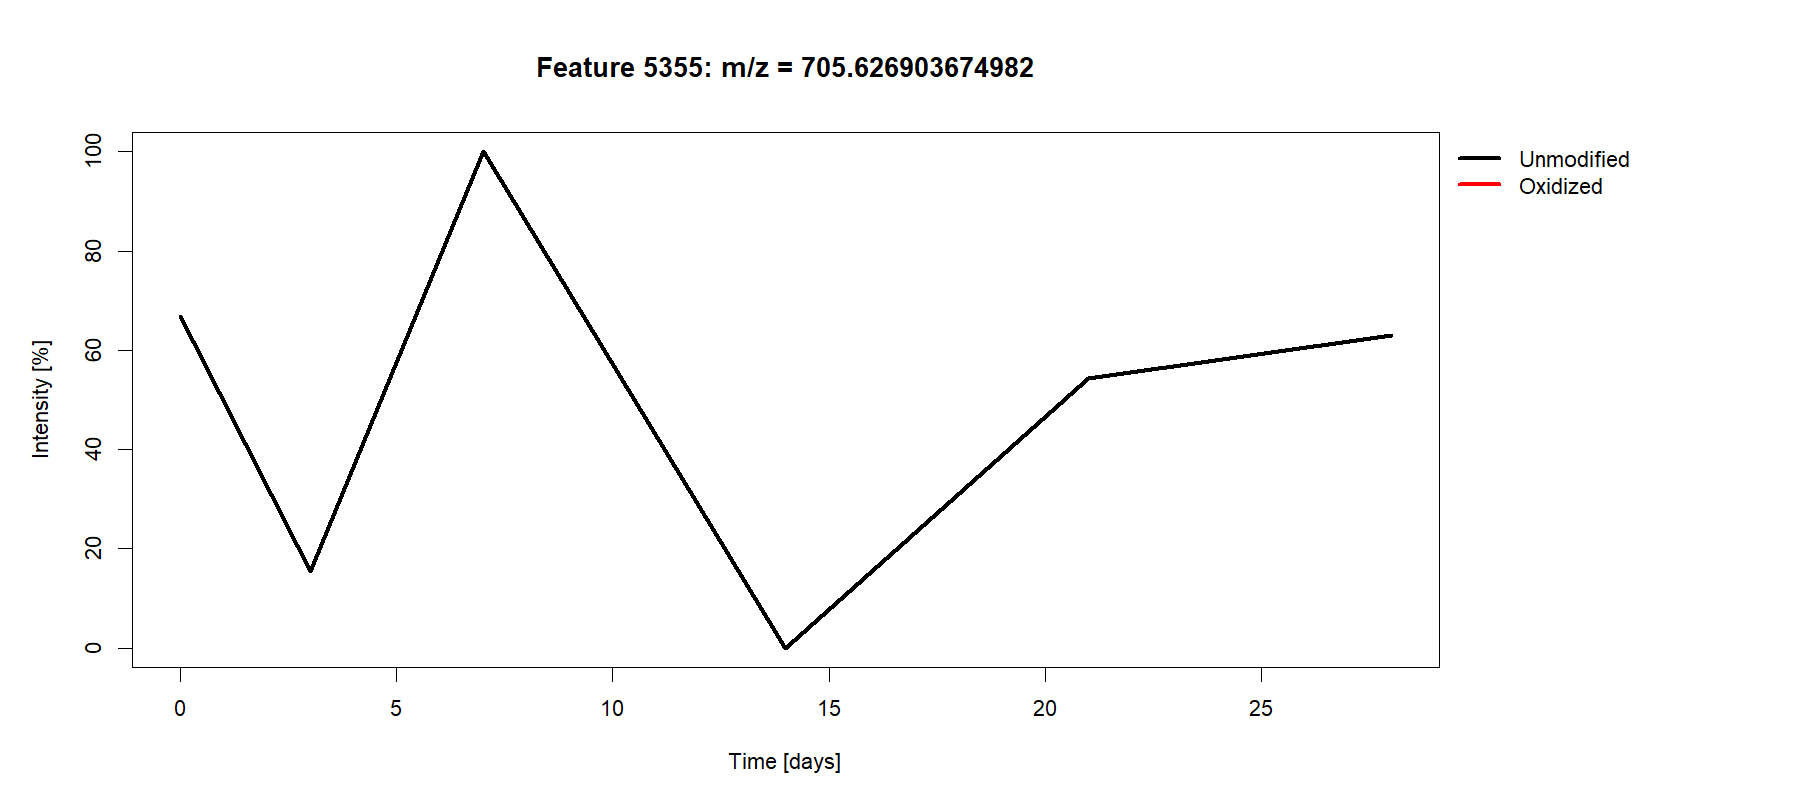 Feature 5355: m/z = 705.626903674982
Unmodified
Oxidized
Intensity [%]
100
80
60
40
20
0
0 5 10 15 20 25
Time [days]